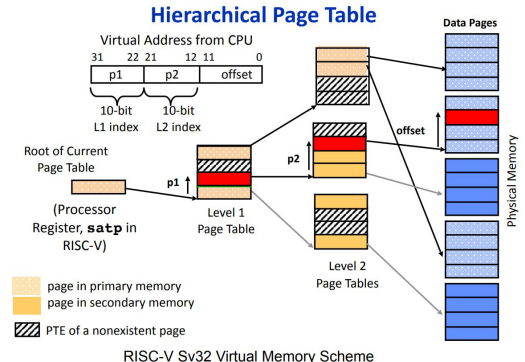 Hierarchical Page Table
Data Pages
Virtual Address from CPU
31 22 21 12 11 0
p1 p2 offset
10-bit
L1 index
10-bit
L2 index
offset
Root of Current
Page Table
p1
p2
(Processor
Register, satp in
RISC-V)
Level 1
Page Table
Level 2
Page Tables
Physical Memory
page in primary memory
page in secondary memory
PTE of a nonexistent page
RISC-V Sv32 Virtual Memory Scheme